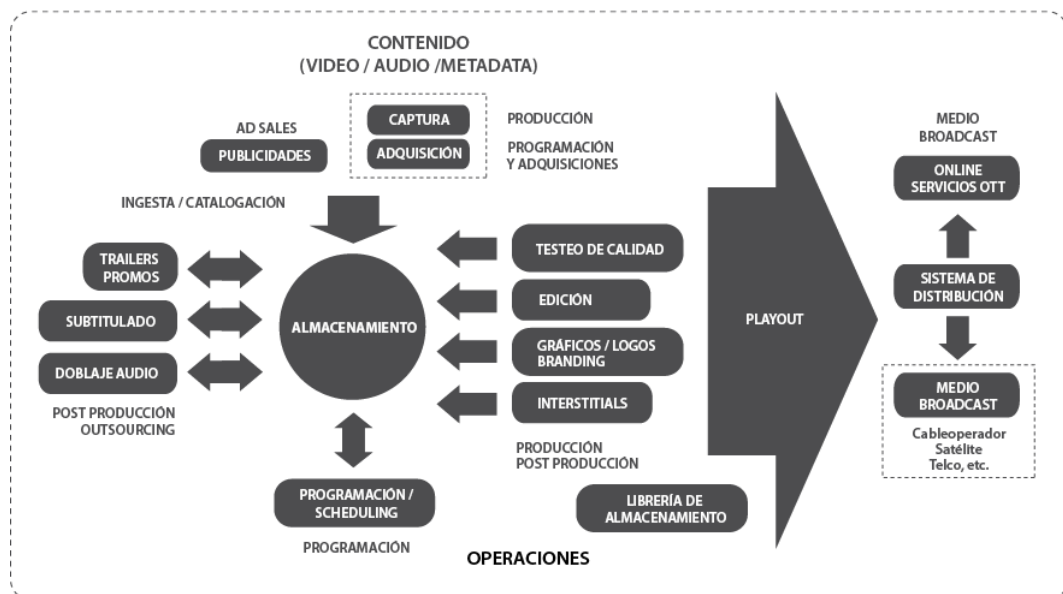 CONTENIDO
(VIDEO / AUDIO /METADATA)
CAPTURA
PRODUCCIÓN
AD SALES
PUBLICIDADES
ADQUISICIÓN
PROGRAMACIÓN
Y ADQUISICIONES
INGESTA / CATALOGACIÓN
TRAILERS
PROMOS
SUBTITULADO
DOBLAJE AUDIO
POST PRODUCCIÓN
OUTSOURCING
ALMACENAMIENTO
TESTEO DE CALIDAD
EDICIÓN
GRÁFICOS / LOGOS
BRANDING
INTERSTITIALS
PRODUCCIÓN
POST PRODUCCIÓN
PROGRAMACIÓN /
SCHEDULING
PROGRAMACIÓN
LIBRERÍA DE
ALMACENAMIENTO
OPERACIONES
PLAYOUT
MEDIO
BROADCAST
ONLINE
SERVICIOS OTT
SISTEMA DE
DISTRIBUCIÓN
MEDIO
BROADCAST
Cableoperador
Satélite
Telco, etc.